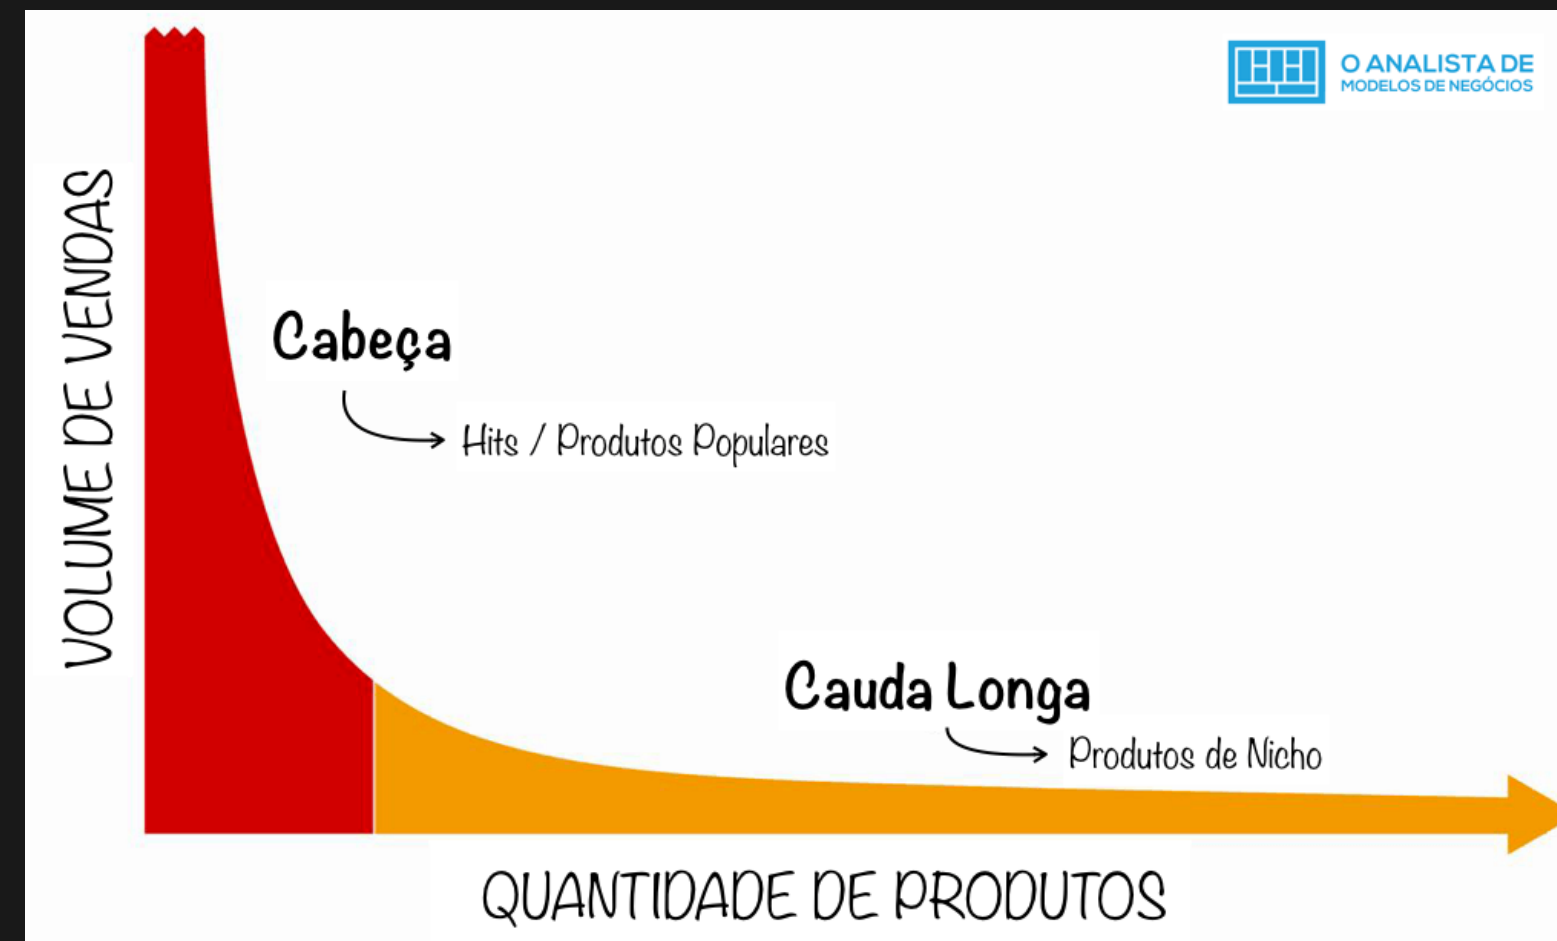 O ANALISTA DE
MODELOS DE NEGÓCIOS
VOLUME DE VENDAS
Cabeça
Hits / Produtos Populares
Cauda Longa
Produtos de Nicho
QUANTIDADE DE PRODUTOS